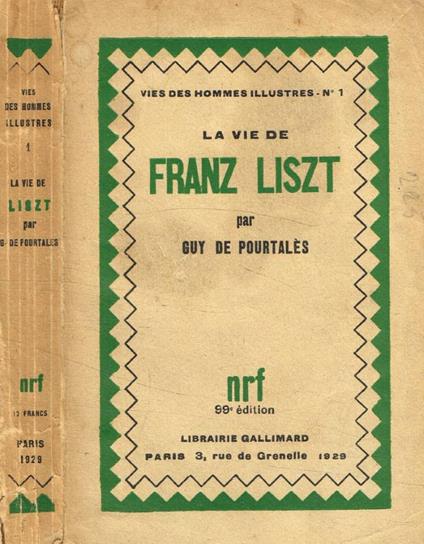 VIES
DES HOMMES
ILLUSTRES
1
LA VIE DE
LISZT
par
G. DE POURTALÈS
nrf
12 FRANCS
PARIS
1929
VIES DES HOMMES ILLUSTRES - N° 1
LA VIE DE
FRANZ LISZT
par
GUY DE POURTALÈS
nrf
99e édition
LIBRAIRIE GALLIMARD
PARIS 3, rue de Grenelle 1929